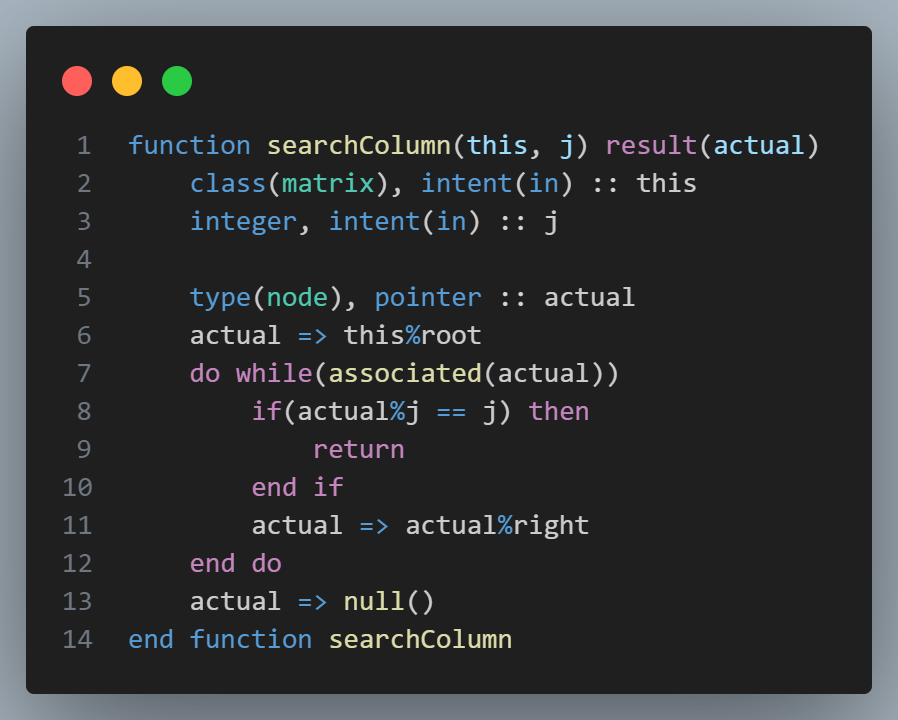 1 function searchColumn(this, j) result(actual)
2     class(matrix), intent(in) :: this
3     integer, intent(in) :: j
4
5     type(node), pointer :: actual
6     actual => this%root
7     do while(associated(actual))
8         if(actual%j == j) then
9             return
10         end if
11         actual => actual%right
12     end do
13     actual => null()
14 end function searchColumn